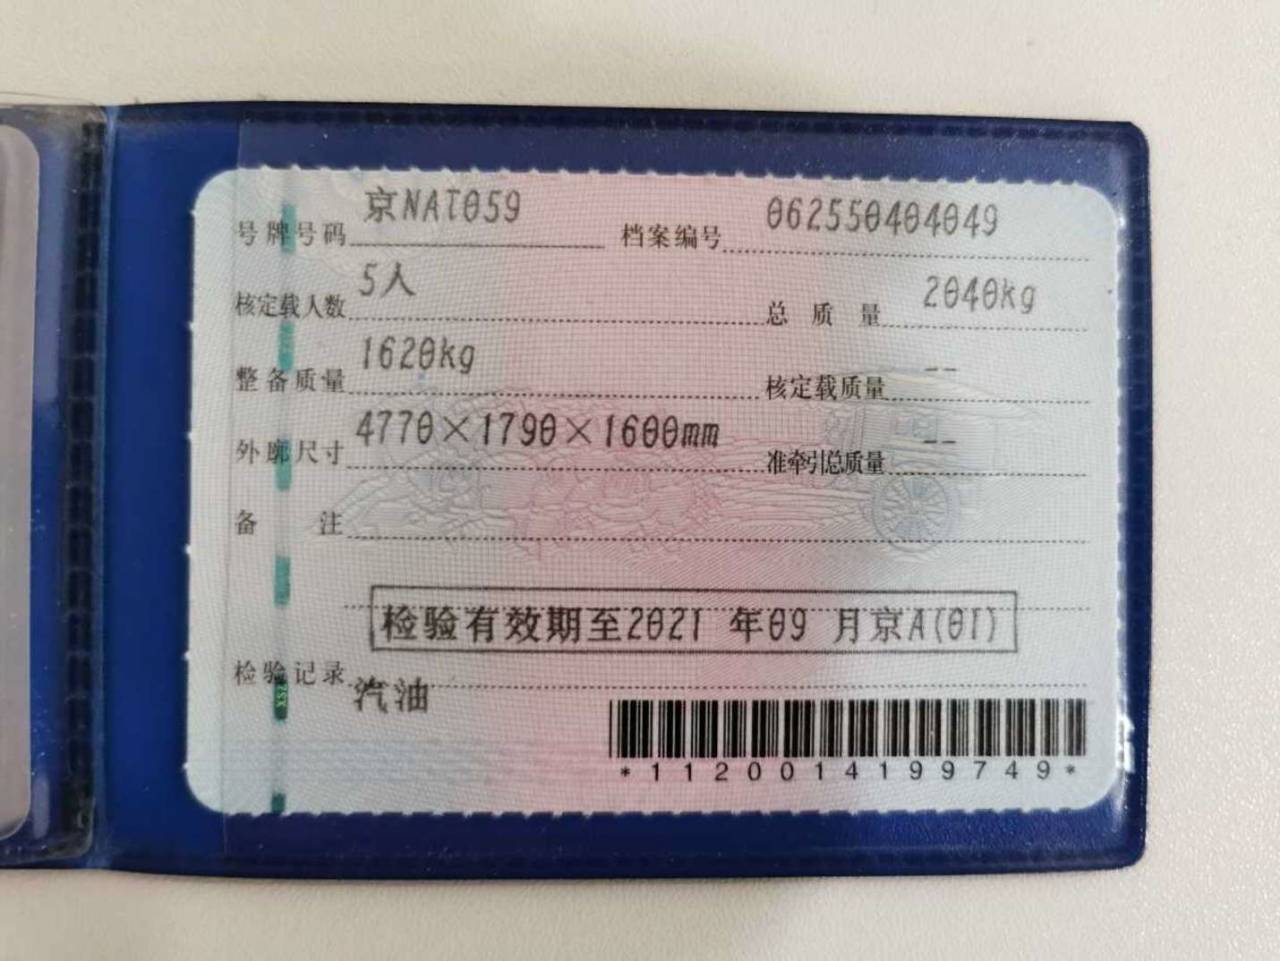 号牌号码 京NAT059 档案编号 062550404049
核定载人数 5人 总质量 2040kg
整备质量 1620kg 核定载质量 --
外廓尺寸 4770×1790×1600mm 准牵引总质量 --
备注
检验有效期至2021 年09 月京A(01)
检验记录
汽油
*1120014199749*